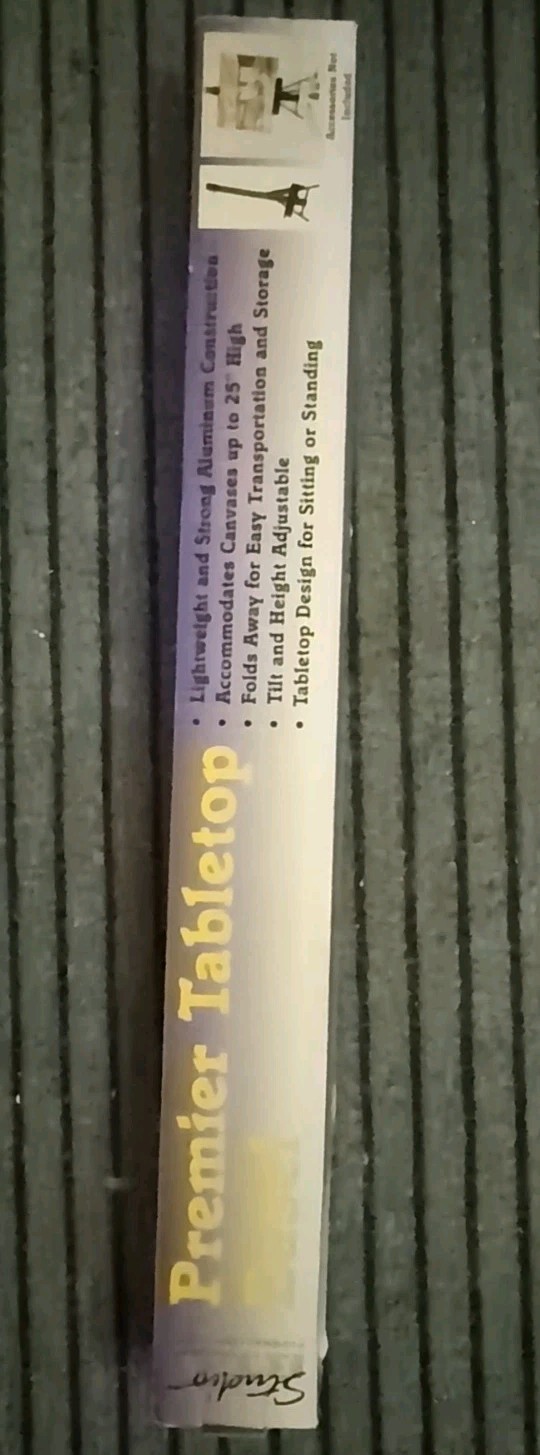 Premier Tabletop
• Lightweight and Strong Aluminum Construction
• Accommodates Canvases up to 25" High
• Folds Away for Easy Transportation and Storage
• Tilt and Height Adjustable
• Tabletop Design for Sitting or Standing
Accessories Not
Included
Studio